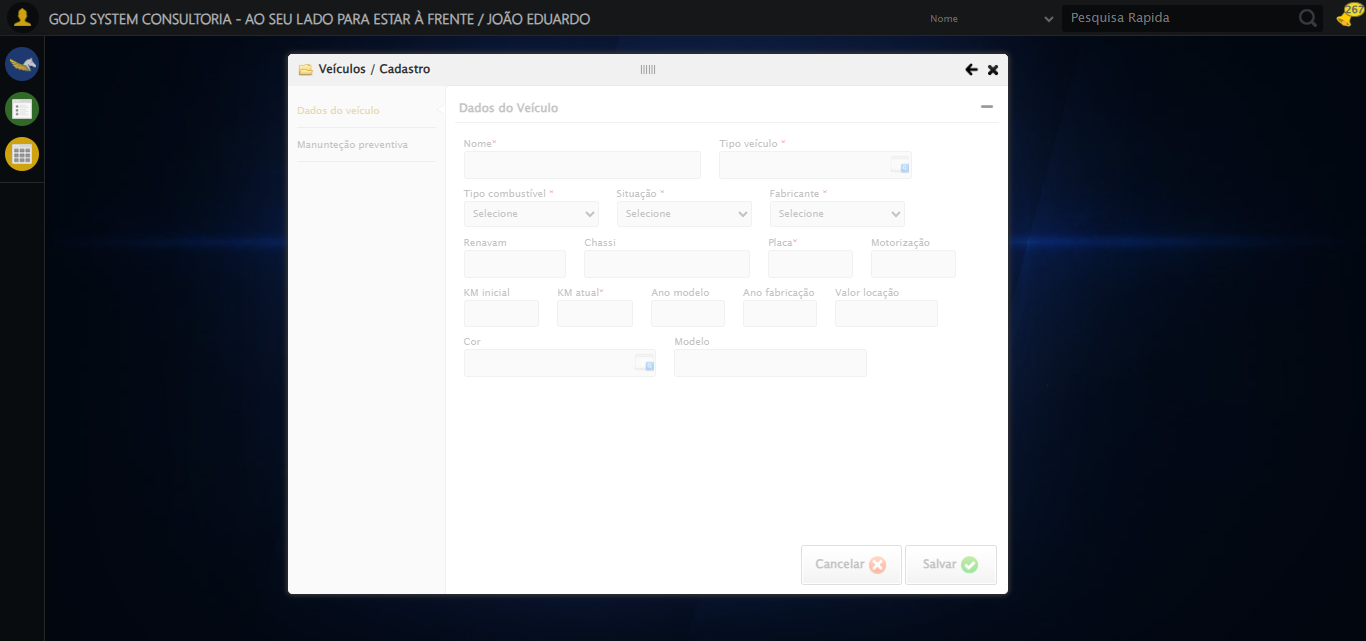 GOLD SYSTEM CONSULTORIA - AO SEU LADO PARA ESTAR À FRENTE / JOÃO EDUARDO
Nome
Pesquisa Rapida
267
Veículos / Cadastro
Dados do veículo
Manunteção preventiva
Dados do Veículo
Nome*
Tipo veículo *
Tipo combustível *
Situação *
Fabricante *
Selecione
Selecione
Selecione
Renavam
Chassi
Placa*
Motorização
KM inicial
KM atual*
Ano modelo
Ano fabricação
Valor locação
Cor
Modelo
Cancelar
Salvar